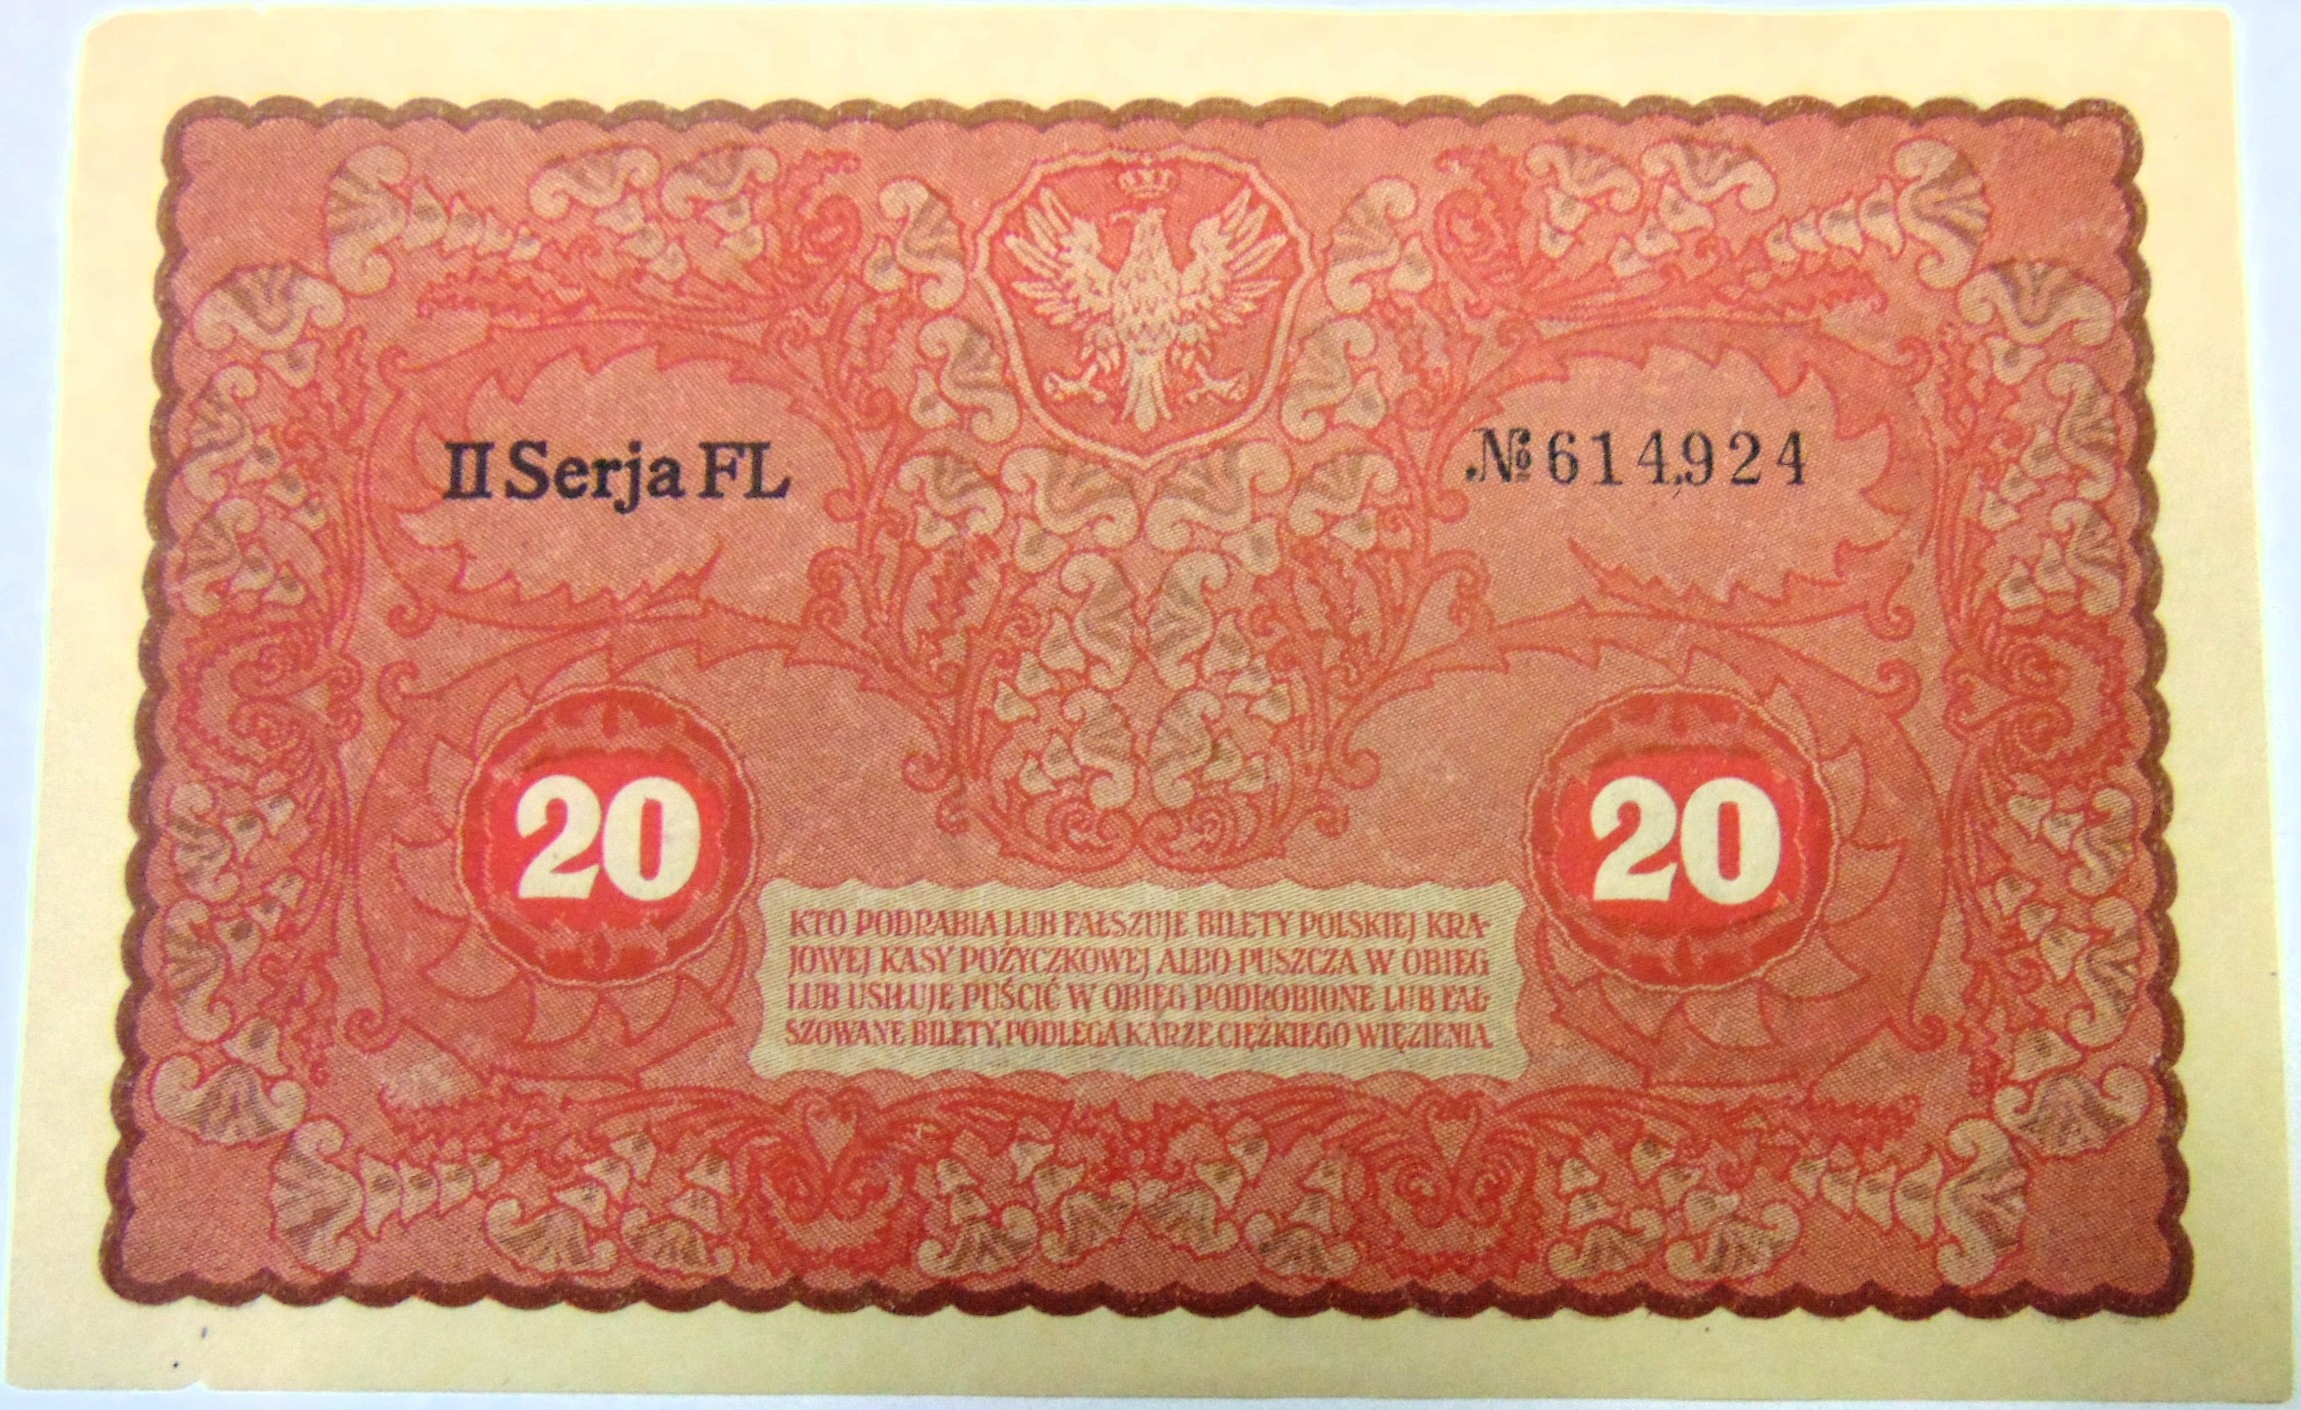 II Serja FL
№ 614,924
20
20
KTO PODRABIA LUB FAŁSZUJE BILETY POLSKIEJ KRA-
JOWEJ KASY POŻYCZKOWEJ ALBO PUSZCZA W OBIEG
LUB USIŁUJE PUŚCIĆ W OBIEG PODROBIONE LUB FAŁ-
SZOWANE BILETY, PODLEGA KARZE CIĘŻKIEGO WIĘZIENIA.